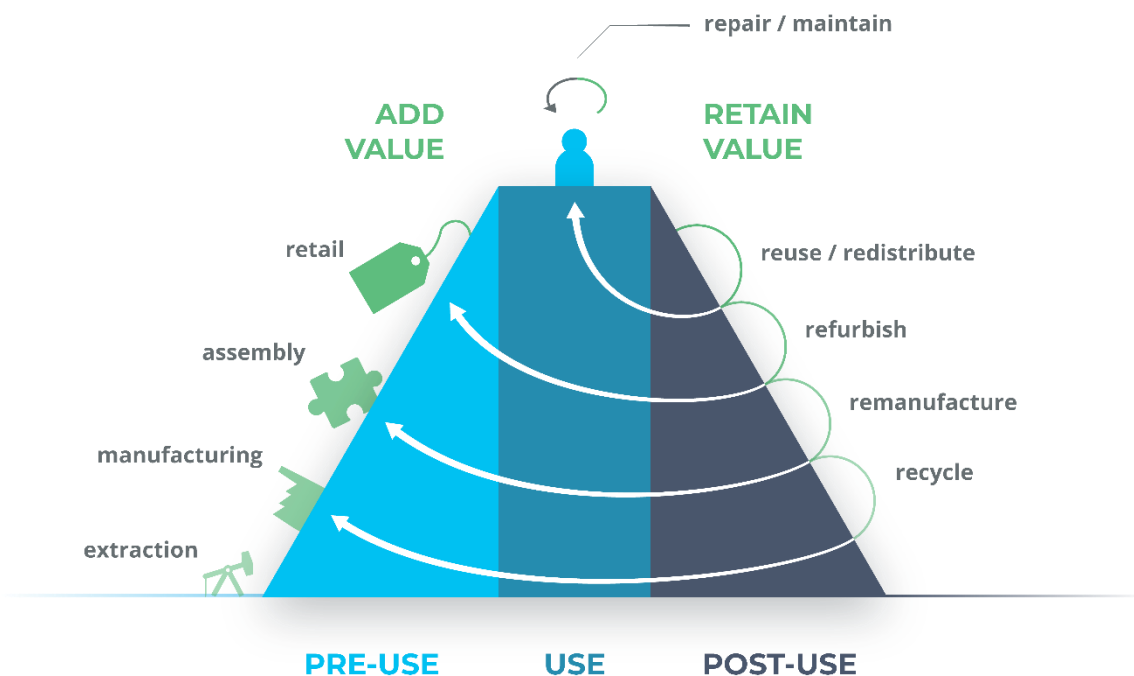 repair / maintain
ADD
VALUE
RETAIN
VALUE
retail
reuse / redistribute
refurbish
assembly
remanufacture
manufacturing
recycle
extraction
PRE-USE
USE
POST-USE